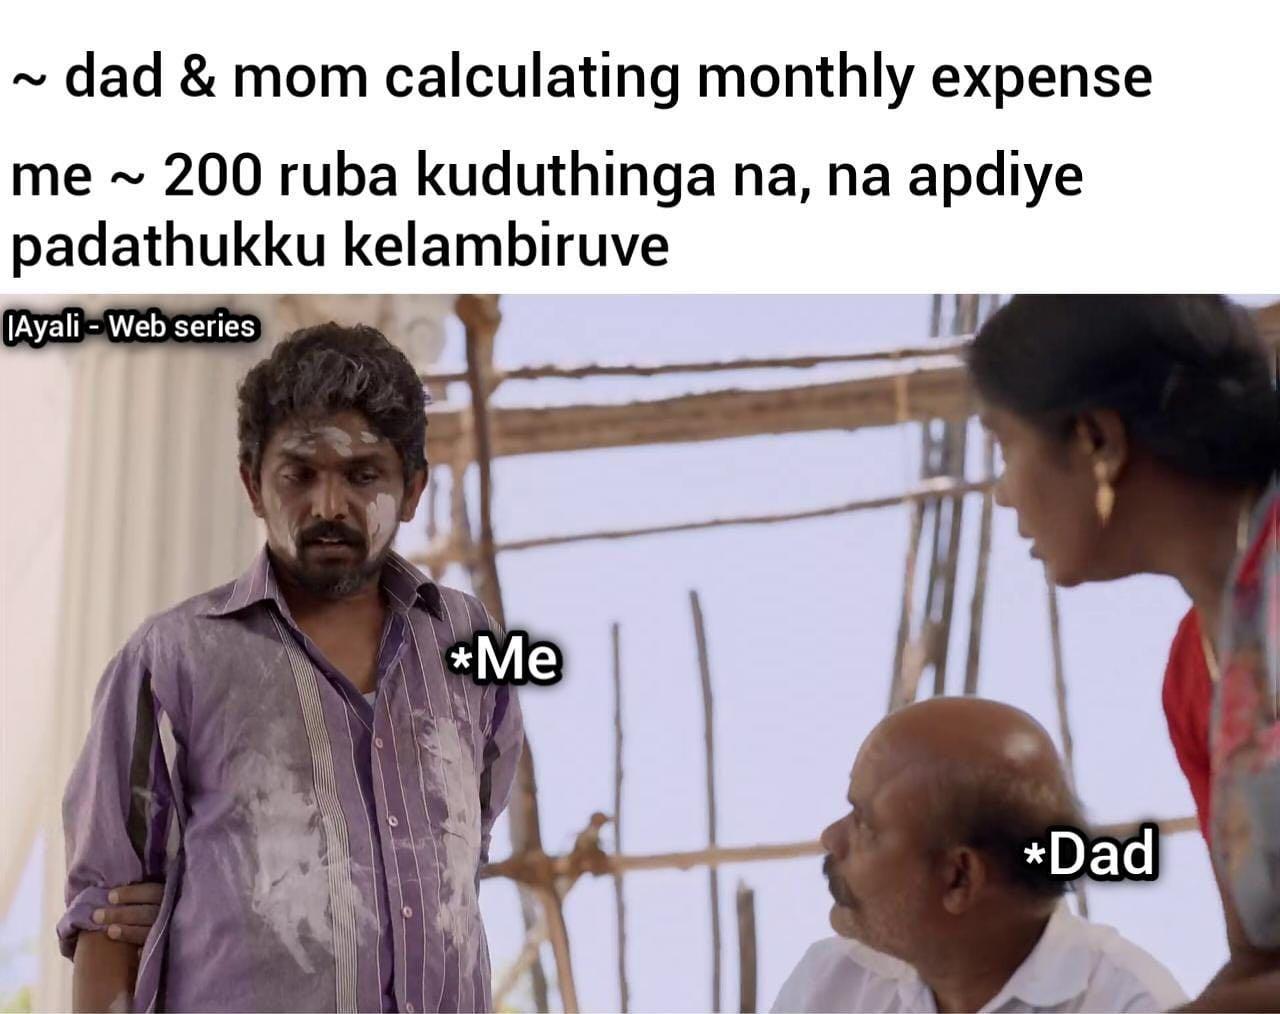 ~ dad & mom calculating monthly expense
me ~ 200 ruba kuduthinga na, na apdiye
padathukku kelambiruve
|Ayali - Web series
*Me
*Dad